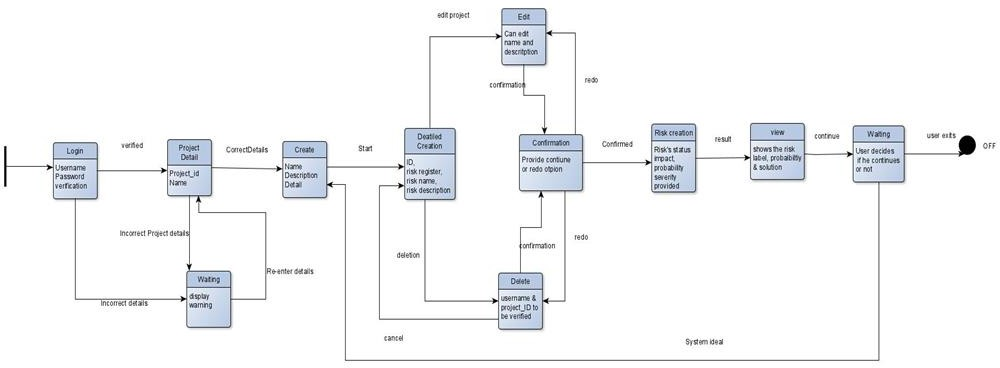 edit project
Edit
Can edit
name and
descritption
confirmation
redo
Login
Username
Password
verification
verified
Project
Detail
Project_id
Name
CorrectDetails
Create
Name
Description
Detail
Start
Deatiled
Creation
ID,
risk register,
risk name,
risk description
Confirmation
Provide contiune
or redo otpion
Confirmed
Risk creation
Risk's status
impact,
probability
severity
provided
result
view
shows the risk
label, probaibiltiy
& solution
continue
Waiting
User decides
if he continues
or not
user exits
OFF
Incorrect Project details
Re-enter details
Incorrect details
Waiting
display
warning
deletion
confirmation
redo
Delete
username &
project_ID to
be verified
cancel
System ideal